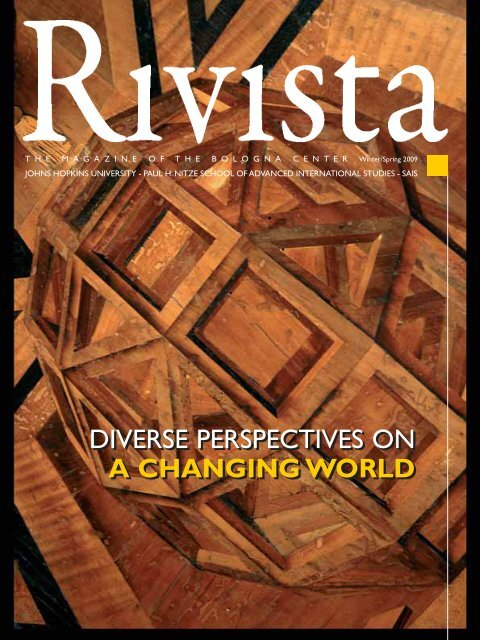 Rivista
THE MAGAZINE OF THE BOLOGNA CENTER Winter/Spring 2009
JOHNS HOPKINS UNIVERSITY - PAUL H. NITZE SCHOOL OF ADVANCED INTERNATIONAL STUDIES - SAIS
DIVERSE PERSPECTIVES ON
A CHANGING WORLD